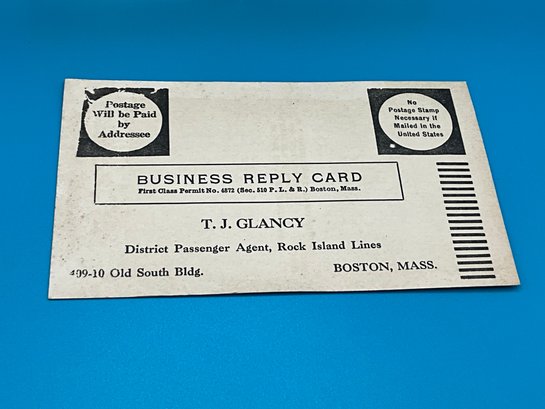 Postage
Will be Paid
by
Addressee
No
Postage Stamp
Necessary if
Mailed in the
United States
BUSINESS REPLY CARD
First Class Permit No. 4872 (Sec. 510 P. L. & R.) Boston, Mass.
T. J. GLANCY
District Passenger Agent, Rock Island Lines
409-10 Old South Bldg.
BOSTON, MASS.